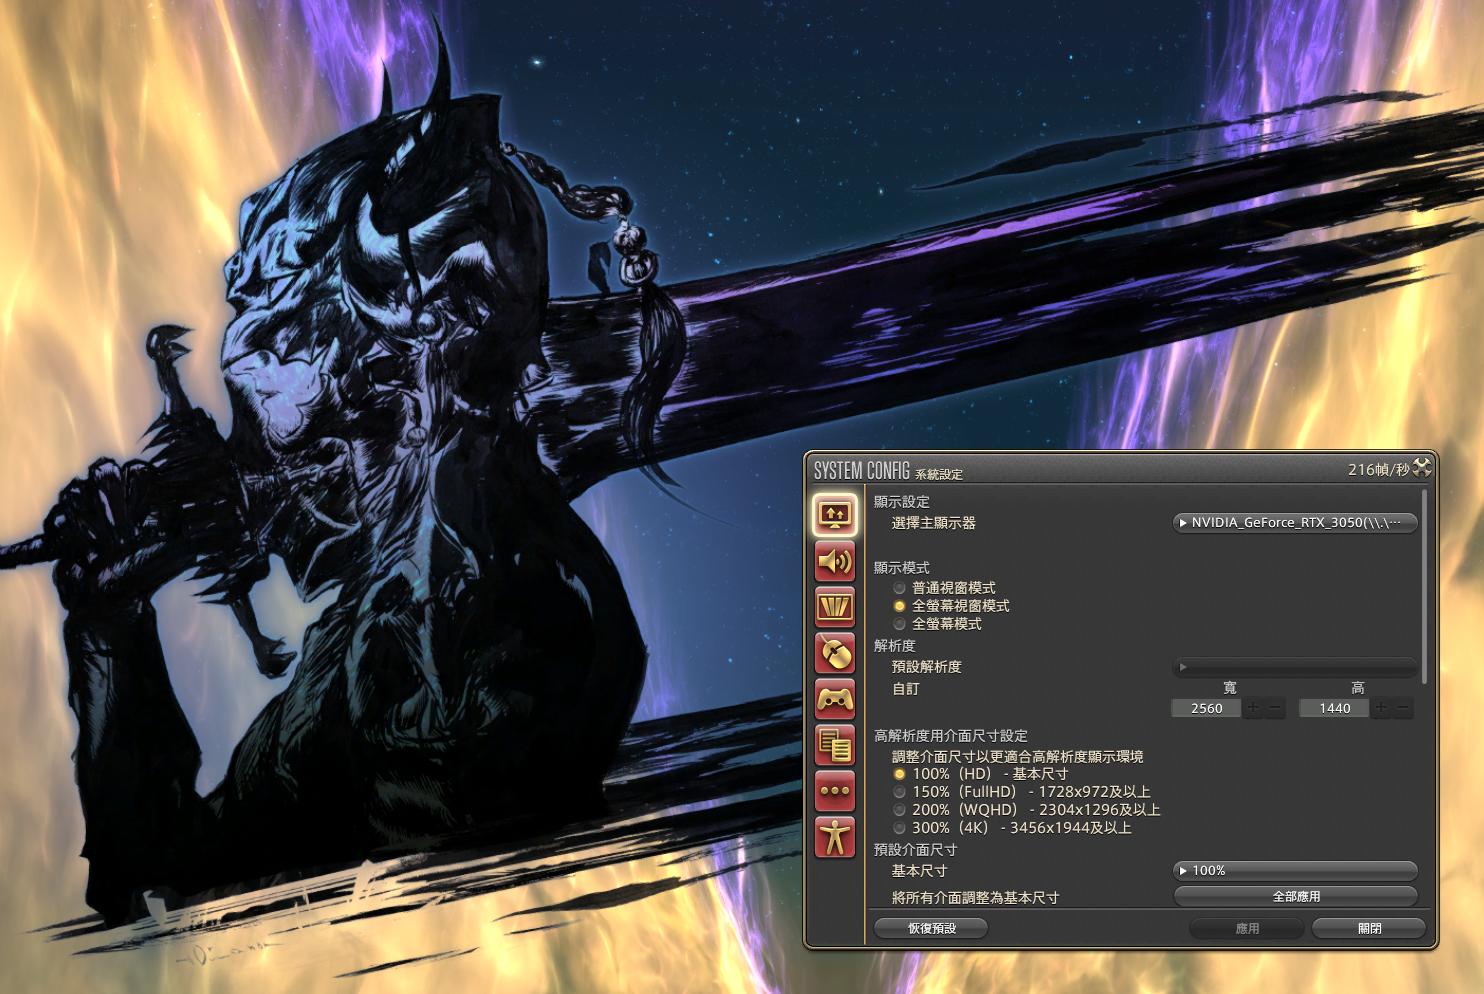 SYSTEM CONFIG 系統設定
216幀/秒
顯示設定
選擇主顯示器
NVIDIA_GeForce_RTX_3050(\\.\···
顯示模式
普通視窗模式
全螢幕視窗模式
全螢幕模式
解析度
預設解析度
自訂
寬
高
2560
1440
高解析度用介面尺寸設定
調整介面尺寸以更適合高解析度顯示環境
100%（HD） - 基本尺寸
150%（FullHD） - 1728x972及以上
200%（WQHD） - 2304x1296及以上
300%（4K） - 3456x1944及以上
預設介面尺寸
基本尺寸
100%
將所有介面調整為基本尺寸
全部應用
恢復預設
應用
關閉